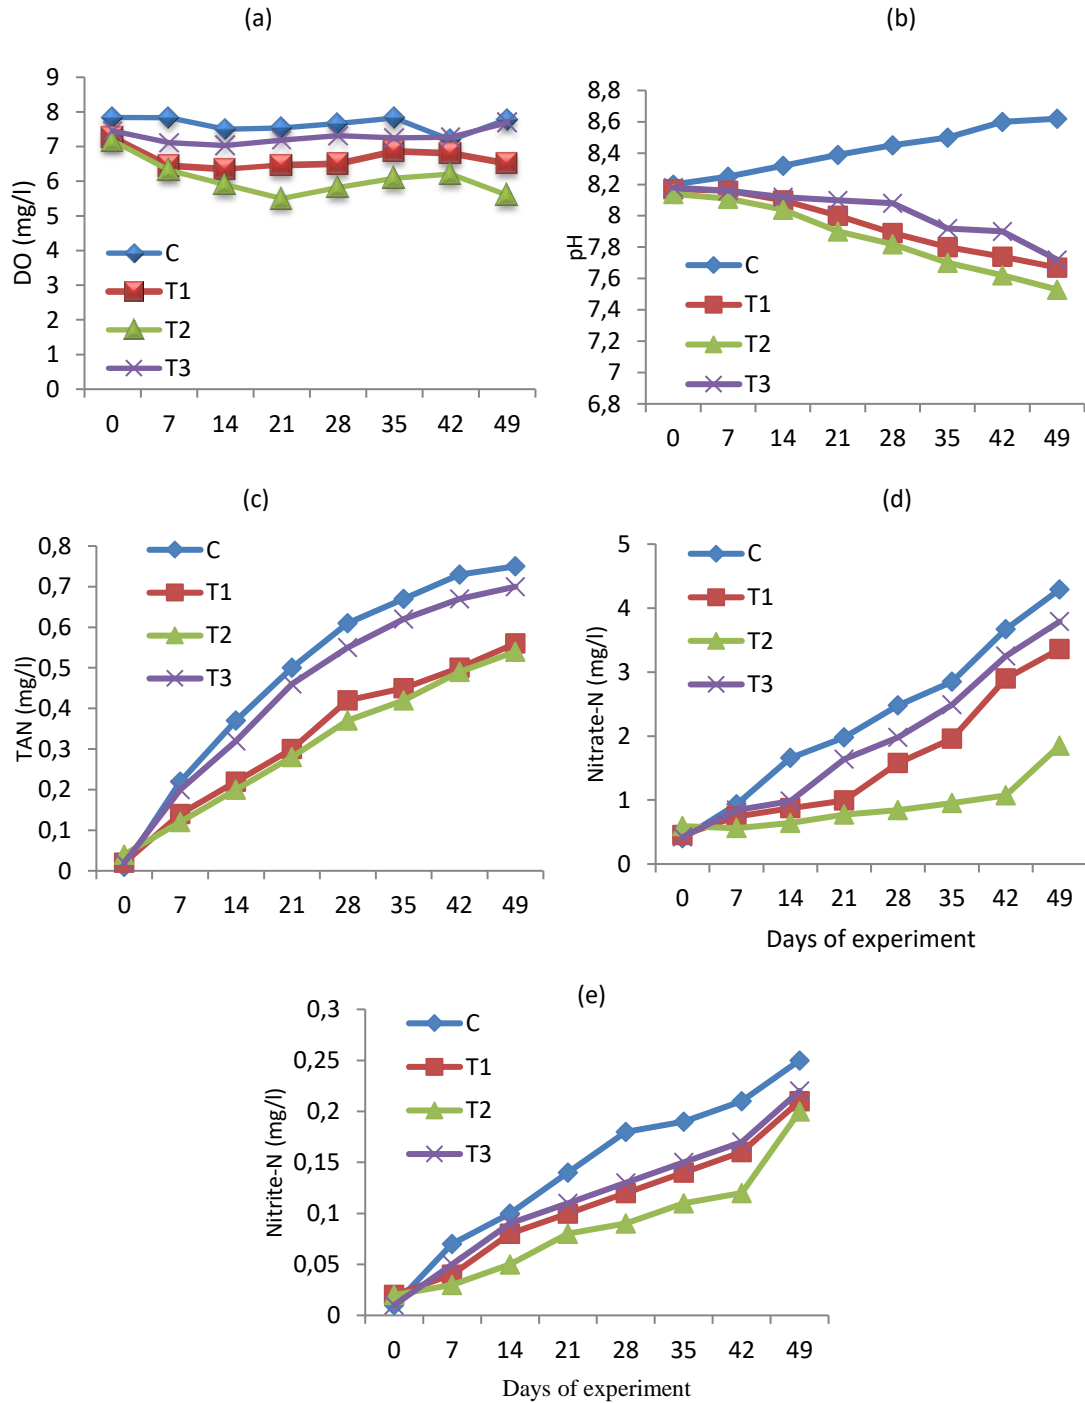 (a)
DO (mg/l)
9
8
7
6
5
4
3
2
1
0
C
T1
T2
T3
0 7 14 21 28 35 42 49
(b)
pH
8,8
8,6
8,4
8,2
8
7,8
7,6
7,4
7,2
7
6,8
C
T1
T2
T3
0 7 14 21 28 35 42 49
(c)
TAN (mg/l)
0,8
0,7
0,6
0,5
0,4
0,3
0,2
0,1
0
C
T1
T2
T3
0 7 14 21 28 35 42 49
(d)
Nitrate-N (mg/l)
5
4
3
2
1
0
C
T1
T2
T3
0 7 14 21 28 35 42 49
Days of experiment
(e)
Nitrite-N (mg/l)
0,3
0,25
0,2
0,15
0,1
0,05
0
C
T1
T2
T3
0 7 14 21 28 35 42 49
Days of experiment